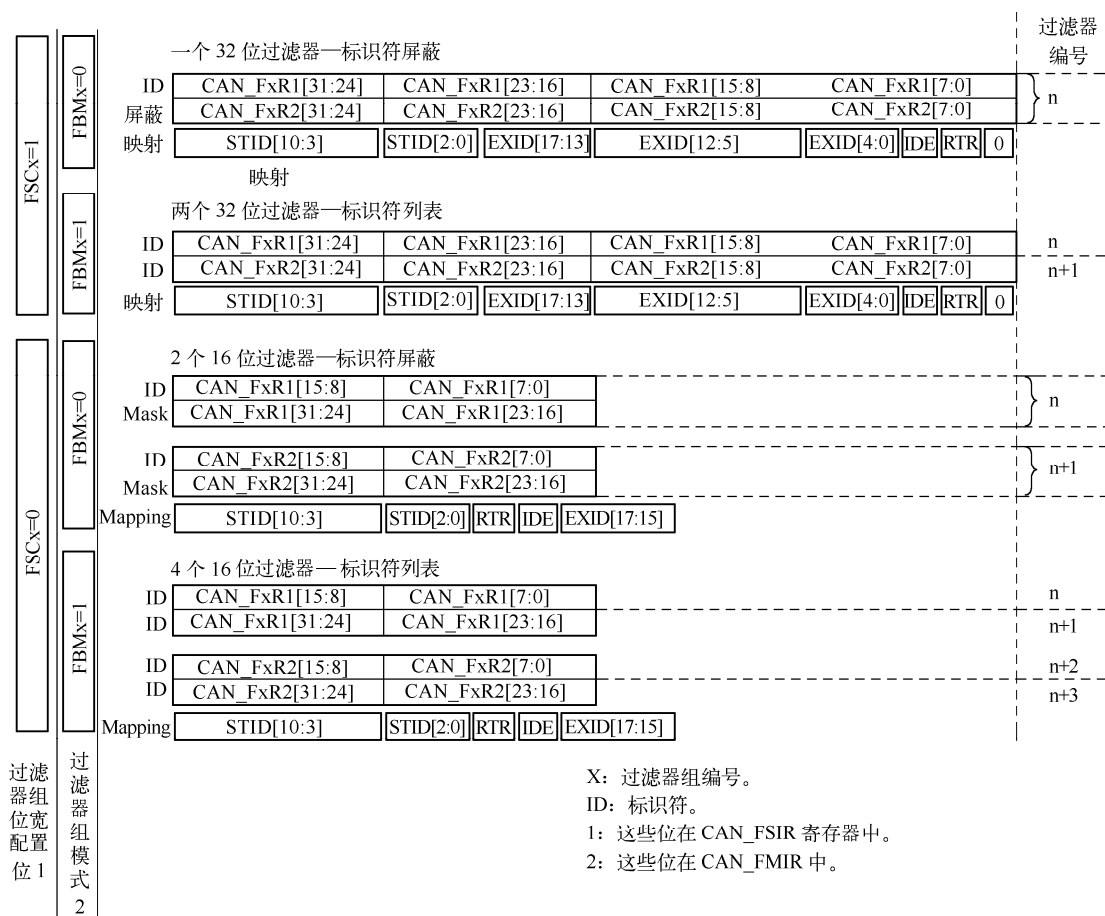 过滤器
编号
一个 32 位过滤器—标识符屏蔽
FSCx=1
FBMx=0
ID CAN_FxR1[31:24] CAN_FxR1[23:16] CAN_FxR1[15:8] CAN_FxR1[7:0]
屏蔽 CAN_FxR2[31:24] CAN_FxR2[23:16] CAN_FxR2[15:8] CAN_FxR2[7:0]
n
映射 STID[10:3] STID[2:0] EXID[17:13] EXID[12:5] EXID[4:0] IDE RTR 0
映射
两个 32 位过滤器—标识符列表
FBMx=1
ID CAN_FxR1[31:24] CAN_FxR1[23:16] CAN_FxR1[15:8] CAN_FxR1[7:0] n
ID CAN_FxR2[31:24] CAN_FxR2[23:16] CAN_FxR2[15:8] CAN_FxR2[7:0] n+1
映射 STID[10:3] STID[2:0] EXID[17:13] EXID[12:5] EXID[4:0] IDE RTR 0
2 个 16 位过滤器—标识符屏蔽
FSCx=0
FBMx=0
ID CAN_FxR1[15:8] CAN_FxR1[7:0]
Mask CAN_FxR1[31:24] CAN_FxR1[23:16]
n
ID CAN_FxR2[15:8] CAN_FxR2[7:0]
Mask CAN_FxR2[31:24] CAN_FxR2[23:16]
n+1
Mapping STID[10:3] STID[2:0] RTR IDE EXID[17:15]
4 个 16 位过滤器—标识符列表
FBMx=1
ID CAN_FxR1[15:8] CAN_FxR1[7:0] n
ID CAN_FxR1[31:24] CAN_FxR1[23:16] n+1
ID CAN_FxR2[15:8] CAN_FxR2[7:0] n+2
ID CAN_FxR2[31:24] CAN_FxR2[23:16] n+3
Mapping STID[10:3] STID[2:0] RTR IDE EXID[17:15]
过滤
器组
位宽
配置
位 1
过滤器组模式2
X：过滤器组编号。
ID：标识符。
1：这些位在 CAN_FSIR 寄存器中。
2：这些位在 CAN_FMIR 中。